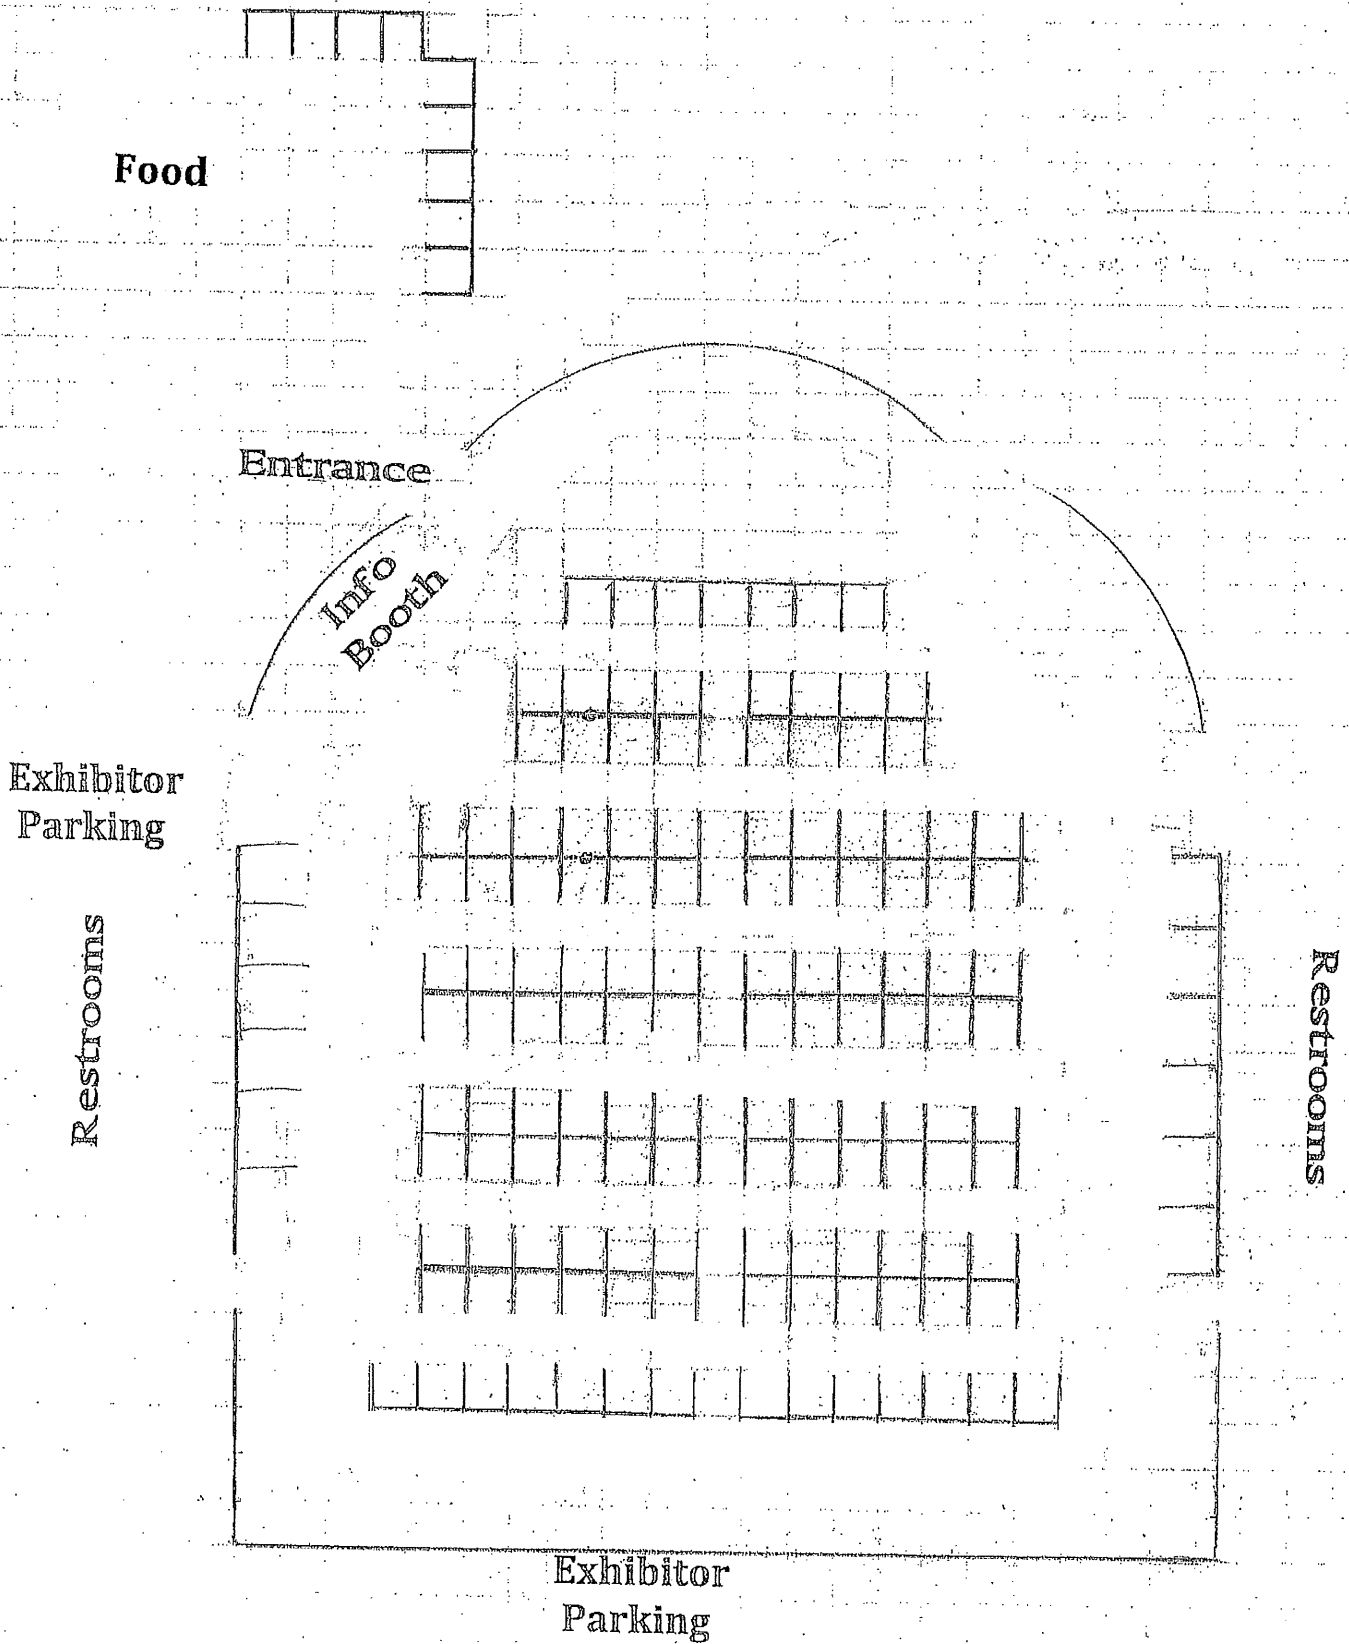 Food
Entrance
Info
Booth
Exhibitor
Parking
Restrooms
Restrooms
Exhibitor
Parking